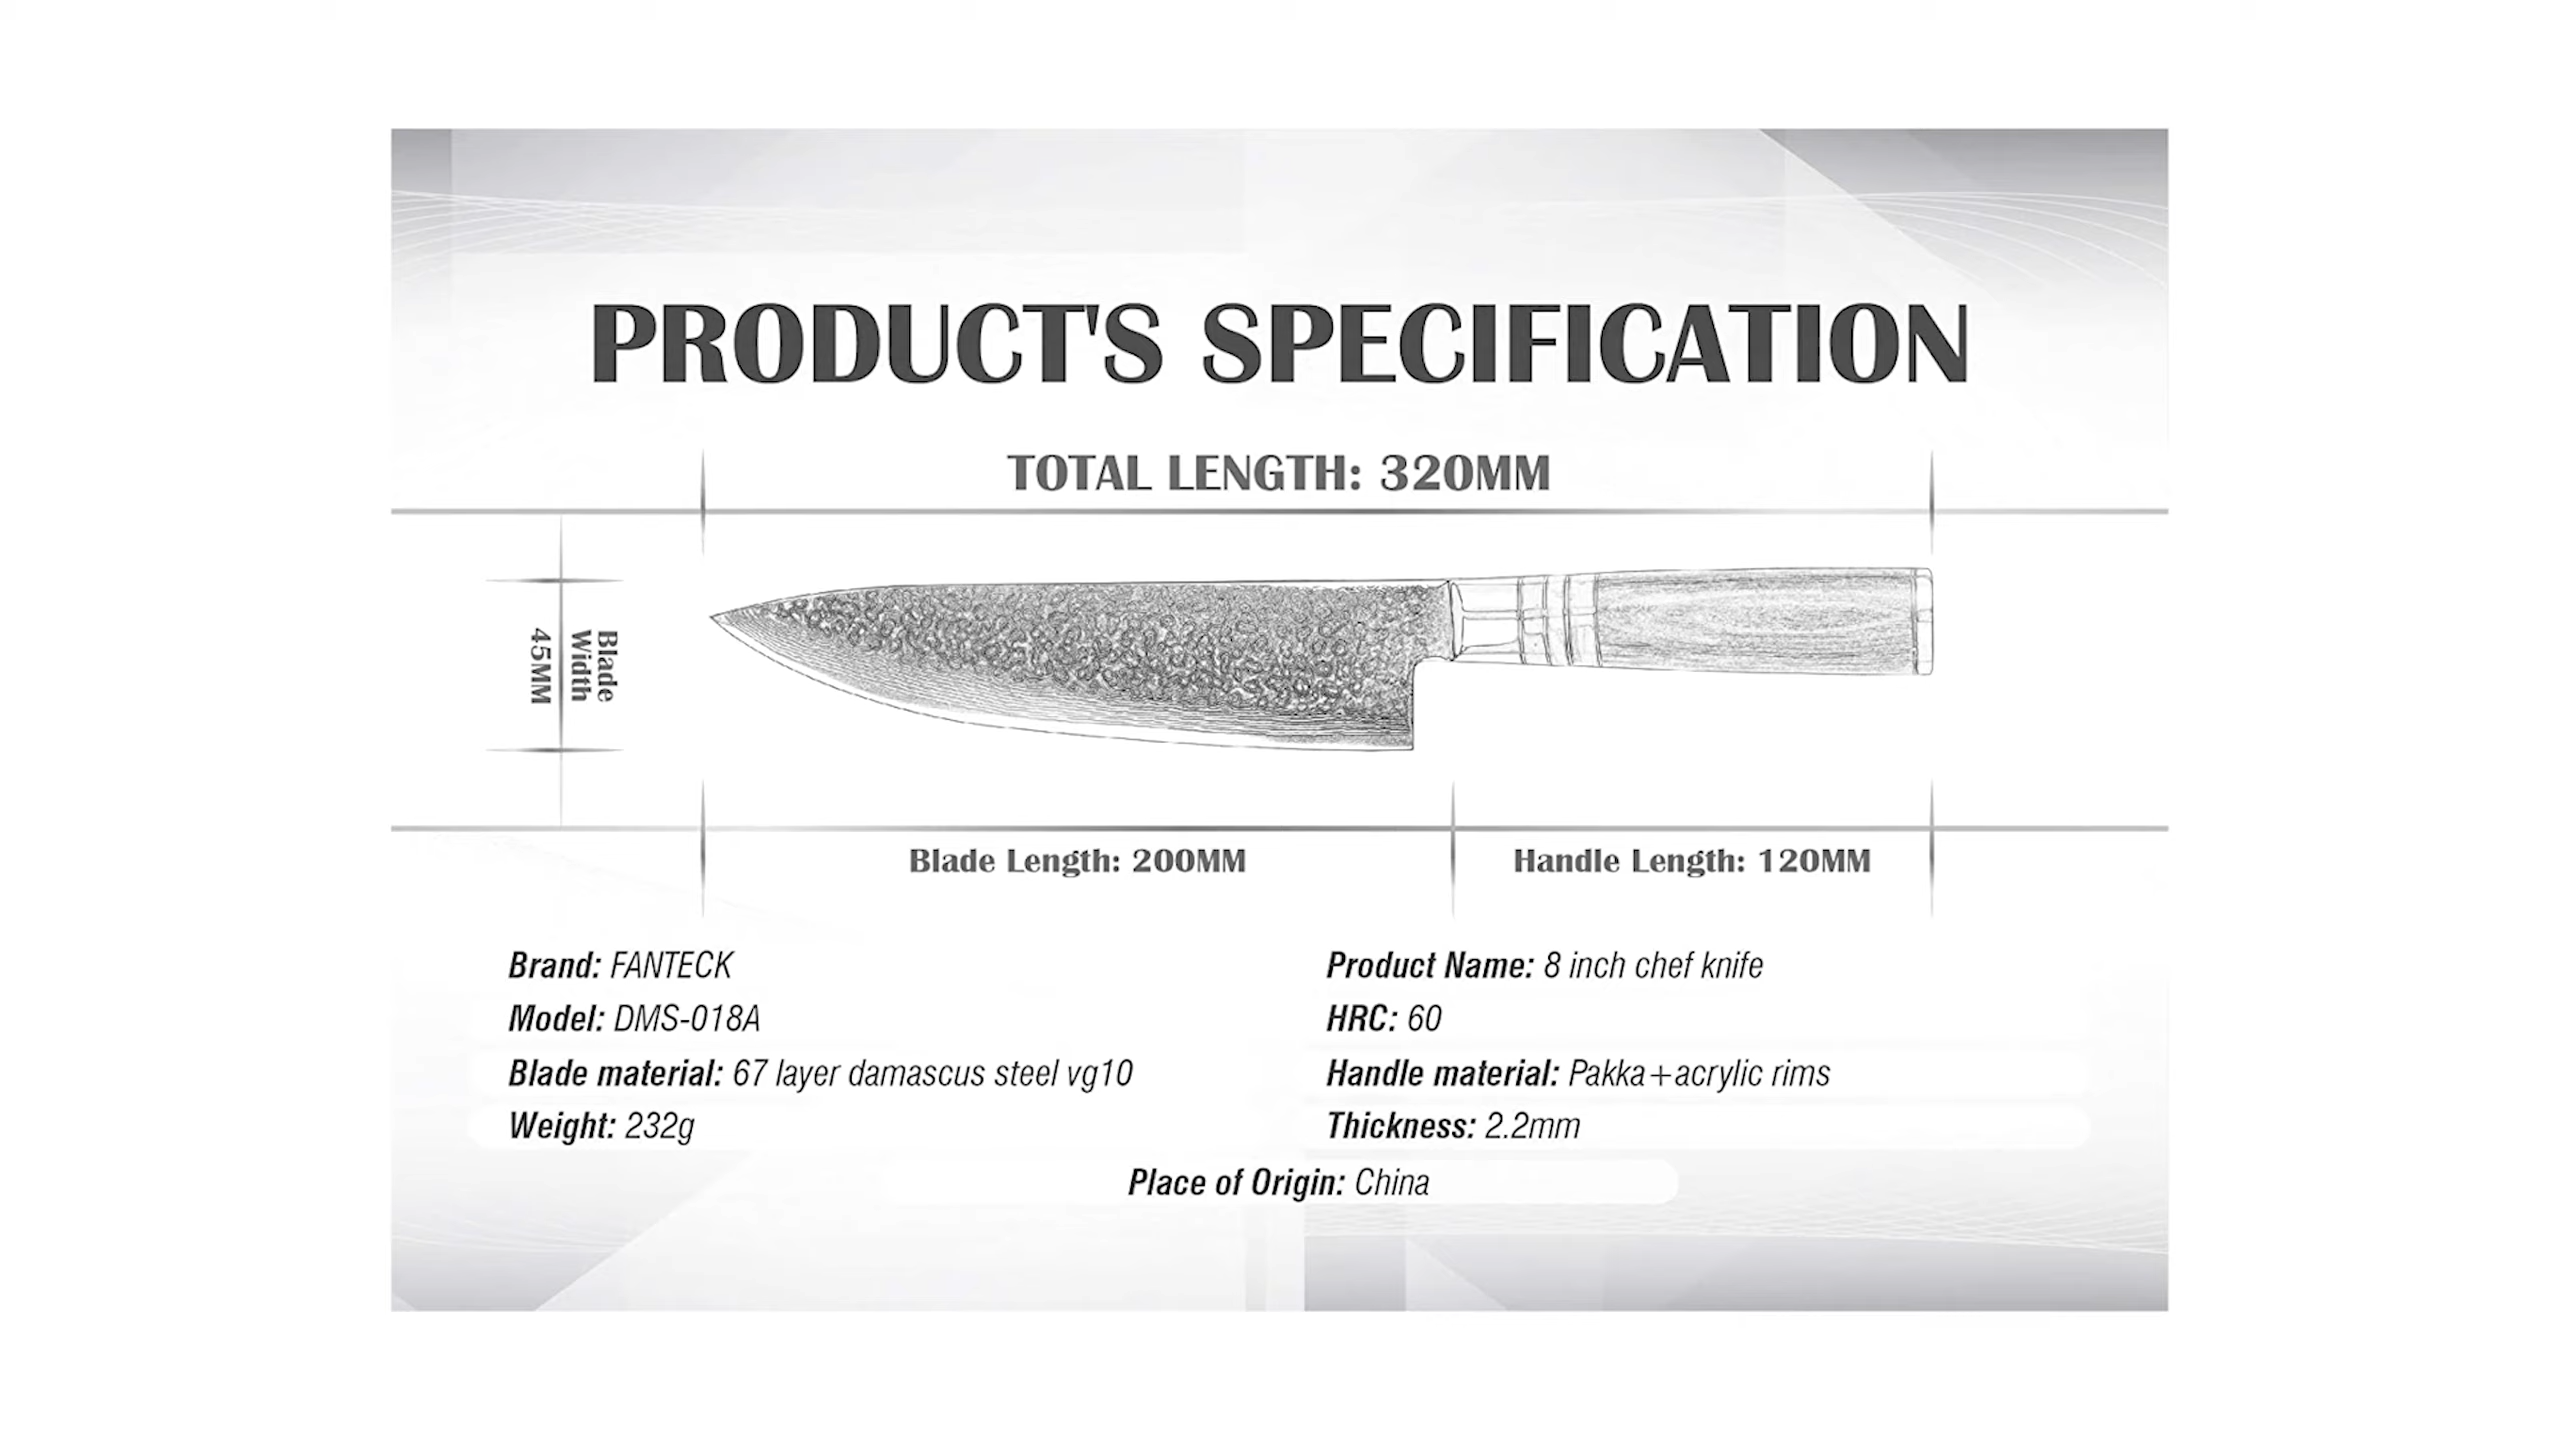 PRODUCT'S SPECIFICATION
TOTAL LENGTH: 320MM
Blade
Width
45MM
Blade Length: 200MM
Handle Length: 120MM
Brand: FANTECK
Product Name: 8 inch chef knife
Model: DMS-018A
HRC: 60
Blade material: 67 layer damascus steel vg10
Handle material: Pakka+acrylic rims
Weight: 232g
Thickness: 2.2mm
Place of Origin: China